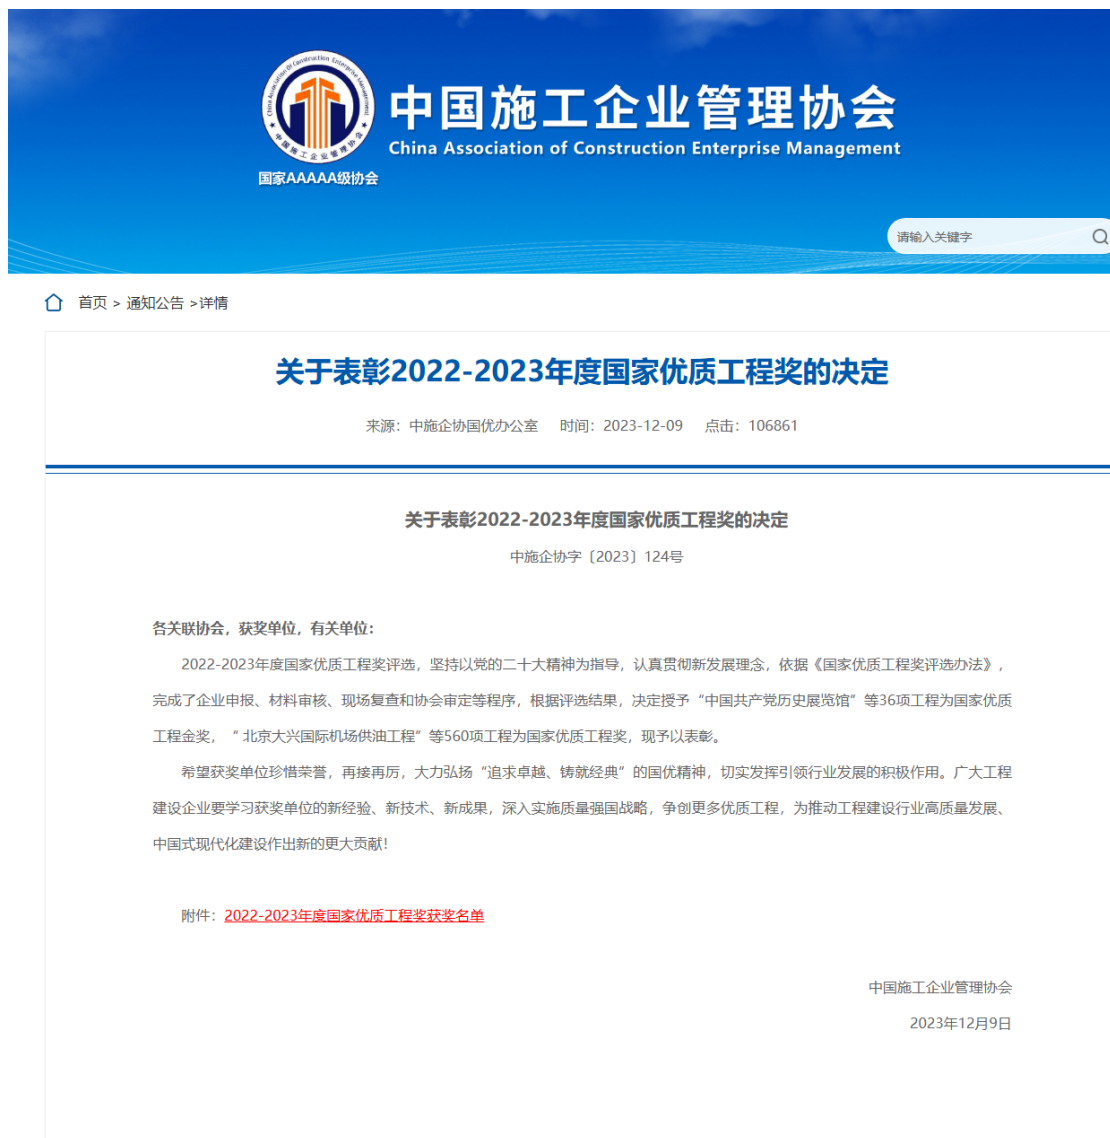 China Association Of Construction Enterprise Management
中国施工企业管理协会
中国施工企业管理协会
China Association of Construction Enterprise Management
国家AAAAA级协会
请输入关键字
首页 > 通知公告 >详情
关于表彰2022-2023年度国家优质工程奖的决定
来源：中施企协国优办公室 时间：2023-12-09 点击：106861
关于表彰2022-2023年度国家优质工程奖的决定
中施企协字〔2023〕124号
各关联协会，获奖单位，有关单位：
2022-2023年度国家优质工程奖评选，坚持以党的二十大精神为指导，认真贯彻新发展理念，依据《国家优质工程奖评选办法》，
完成了企业申报、材料审核、现场复查和协会审定等程序，根据评选结果，决定授予“中国共产党历史展览馆”等36项工程为国家优质
工程金奖，“ 北京大兴国际机场供油工程”等560项工程为国家优质工程奖，现予以表彰。
希望获奖单位珍惜荣誉，再接再厉，大力弘扬“追求卓越、铸就经典”的国优精神，切实发挥引领行业发展的积极作用。广大工程
建设企业要学习获奖单位的新经验、新技术、新成果，深入实施质量强国战略，争创更多优质工程，为推动工程建设行业高质量发展、
中国式现代化建设作出新的更大贡献！
附件：2022-2023年度国家优质工程奖获奖名单
中国施工企业管理协会
2023年12月9日